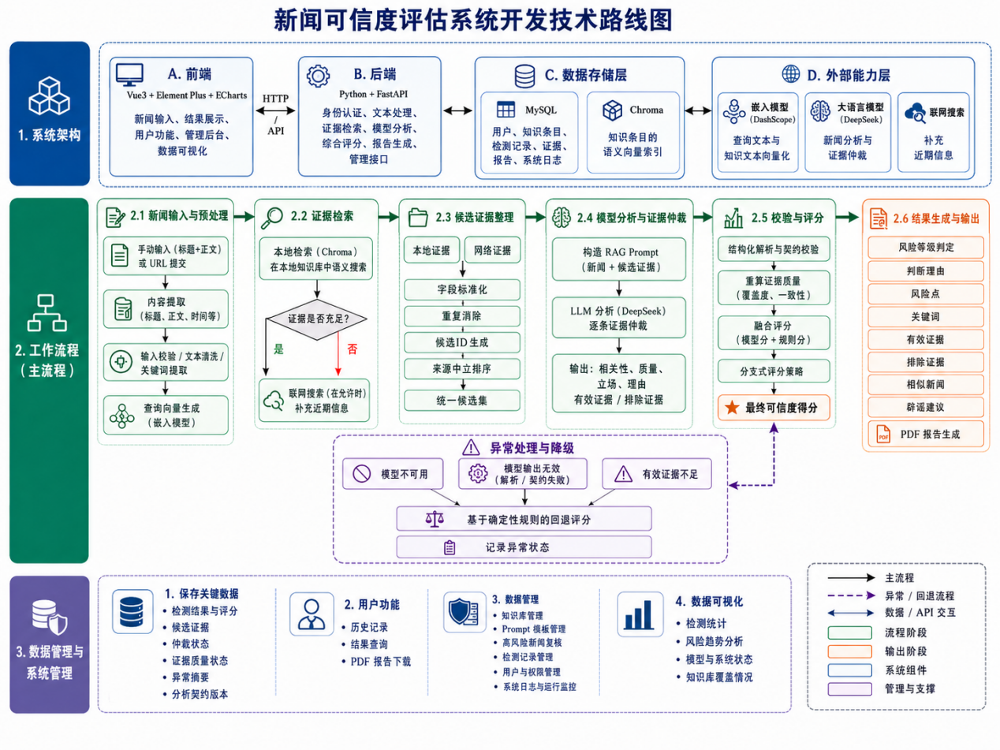 新闻可信度评估系统开发技术路线图
1. 系统架构
A. 前端
Vue3 + Element Plus + ECharts
新闻输入、结果展示、
用户功能、管理后台、
数据可视化
HTTP
/
API
B. 后端
Python + FastAPI
身份认证、文本处理、
证据检索、模型分析、
综合评分、报告生成、
管理接口
C. 数据存储层
MySQL
用户、知识条目、
检测记录、证据、
报告、系统日志
Chroma
知识条目的
语义向量索引
D. 外部能力层
嵌入模型
(DashScope)
查询文本与
知识文本向量化
大语言模型
(DeepSeek)
新闻分析与
证据仲裁
联网搜索
补充
近期信息
2. 工作流程
(主流程)
2.1 新闻输入与预处理
手动输入 (标题+正文)
或 URL 提交
内容提取
(标题、正文、时间等)
输入校验 / 文本清洗 /
关键词提取
查询向量生成
(嵌入模型)
2.2 证据检索
本地检索 (Chroma)
在本地知识库中语义搜索
证据是否充足?
是
否
联网搜索 (在允许时)
补充近期信息
2.3 候选证据整理
本地证据
网络证据
字段标准化
重复消除
候选ID 生成
来源中立排序
统一候选集
2.4 模型分析与证据仲裁
构造 RAG Prompt
(新闻 + 候选证据)
LLM 分析 (DeepSeek)
逐条证据仲裁
输出: 相关性、质量、
立场、理由
有效证据 / 排除证据
2.5 校验与评分
结构化解析与契约校验
重算证据质量
(覆盖度、一致性)
融合评分
(模型分 + 规则分)
分支式评分策略
最终可信度得分
2.6 结果生成与输出
风险等级判定
判断理由
风险点
关键词
有效证据
排除证据
相似新闻
辟谣建议
PDF
PDF 报告生成
异常处理与降级
模型不可用
模型输出无效
(解析 / 契约失败)
有效证据不足
基于确定性规则的回退评分
记录异常状态
3. 数据管理与
系统管理
1. 保存关键数据
• 检测结果与评分
• 候选证据
• 仲裁状态
• 证据质量状态
• 异常摘要
• 分析契约版本
2. 用户功能
• 历史记录
• 结果查询
• PDF 报告下载
3. 数据管理
• 知识库管理
• Prompt 模板管理
• 高风险新闻复核
• 检测记录管理
• 用户与权限管理
• 系统日志与运行监控
4. 数据可视化
• 检测统计
• 风险趋势分析
• 模型与系统状态
• 知识库覆盖情况
主流程
异常 / 回退流程
数据 / API 交互
流程阶段
输出阶段
系统组件
管理与支撑